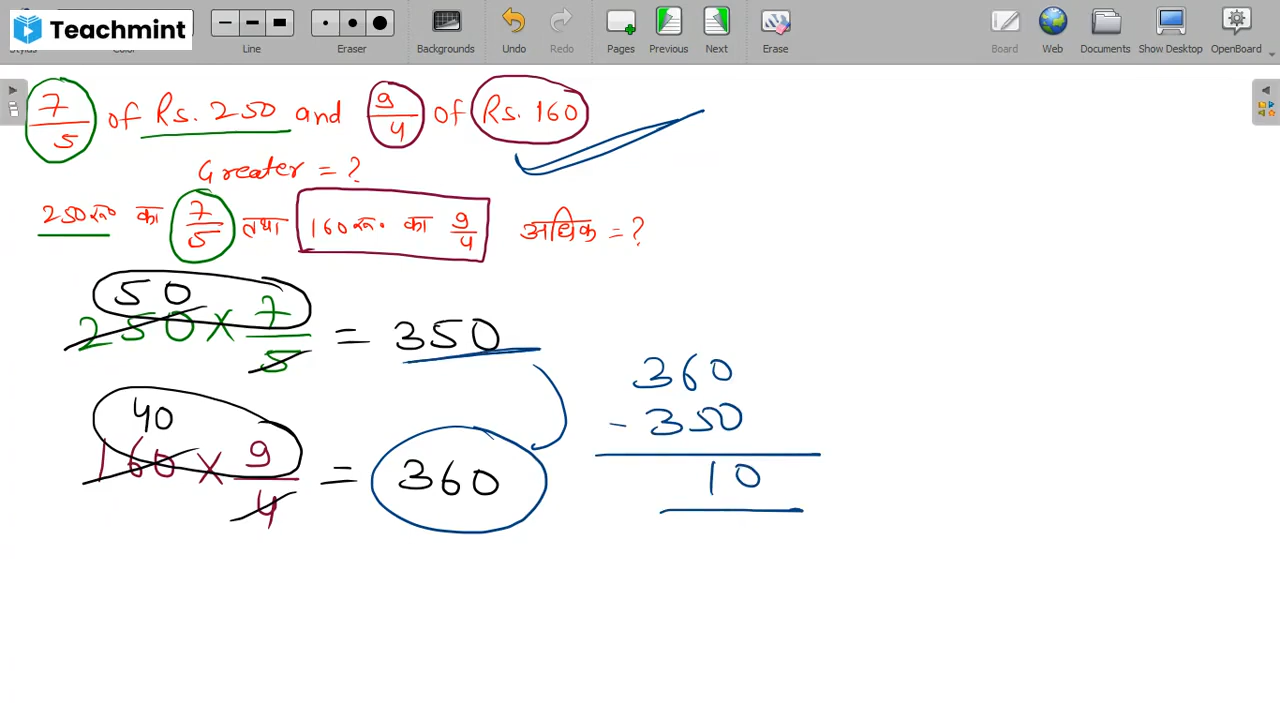 Teachmint
Line Eraser Backgrounds Undo Redo Pages Previous Next Erase Board Web Documents Show Desktop OpenBoard
7/5 of Rs. 250 and 9/4 of Rs. 160
Greater = ?
250रू० का 7/5 तथा 160रू० का 9/4 अधिक = ?
50
250 × 7/5 = 350
40
160 × 9/4 = 360
360
- 350
10